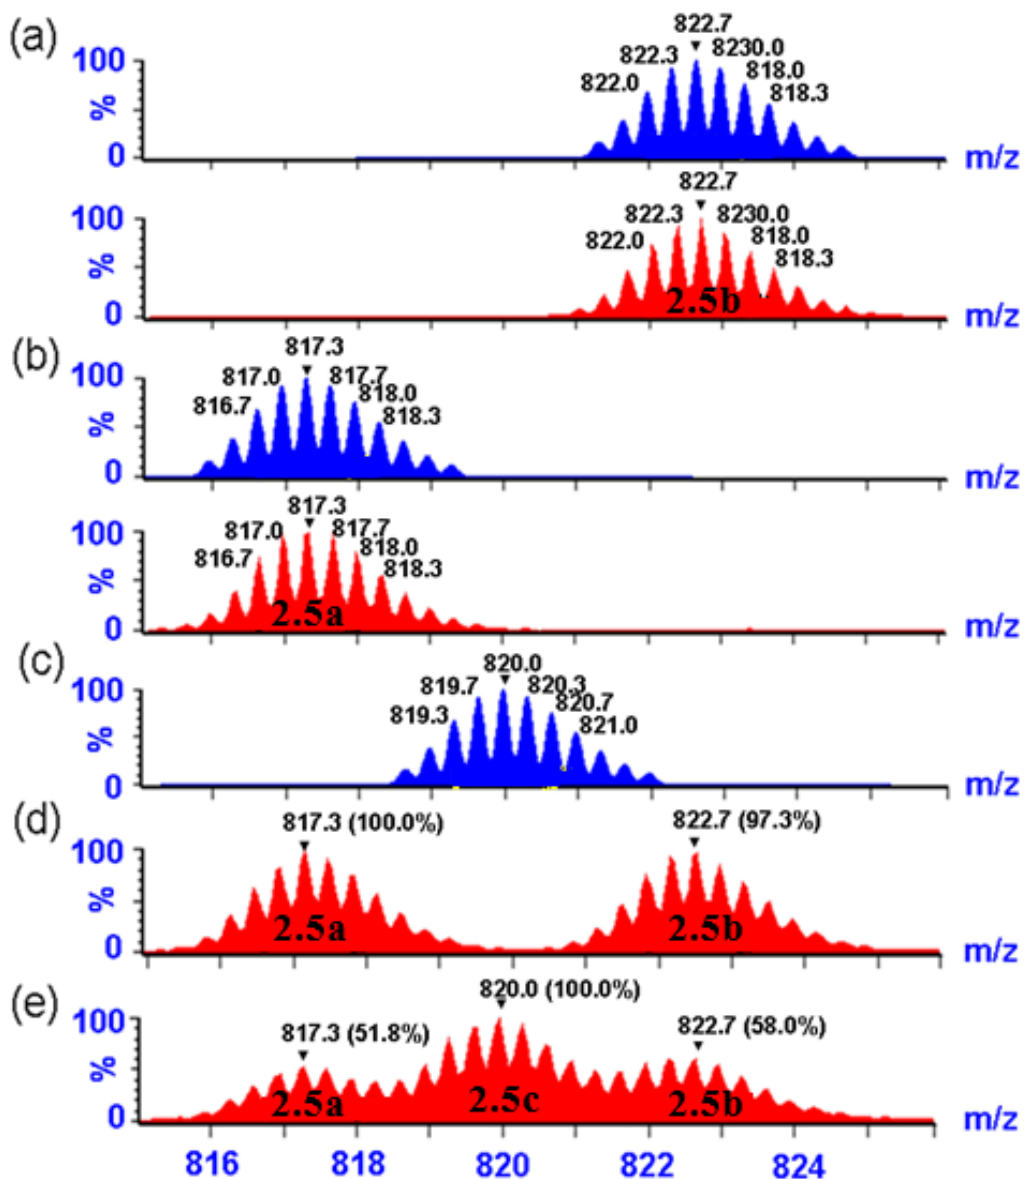 (a)
822.7
822.3 8230.0
822.0 818.0
818.3
100
%
0
m/z
822.7
822.3 8230.0
822.0 818.0
818.3
100
%
0
2.5b
m/z
(b)
817.3
817.0 817.7
816.7 818.0
818.3
100
%
0
m/z
817.3
817.0 817.7
816.7 818.0
818.3
100
%
0
2.5a
m/z
(c)
820.0
819.7 820.3
819.3 820.7
821.0
100
%
0
m/z
(d)
817.3 (100.0%) 822.7 (97.3%)
100
%
0
2.5a 2.5b
m/z
(e)
820.0 (100.0%)
817.3 (51.8%) 822.7 (58.0%)
100
%
0
2.5a 2.5c 2.5b
m/z
816 818 820 822 824